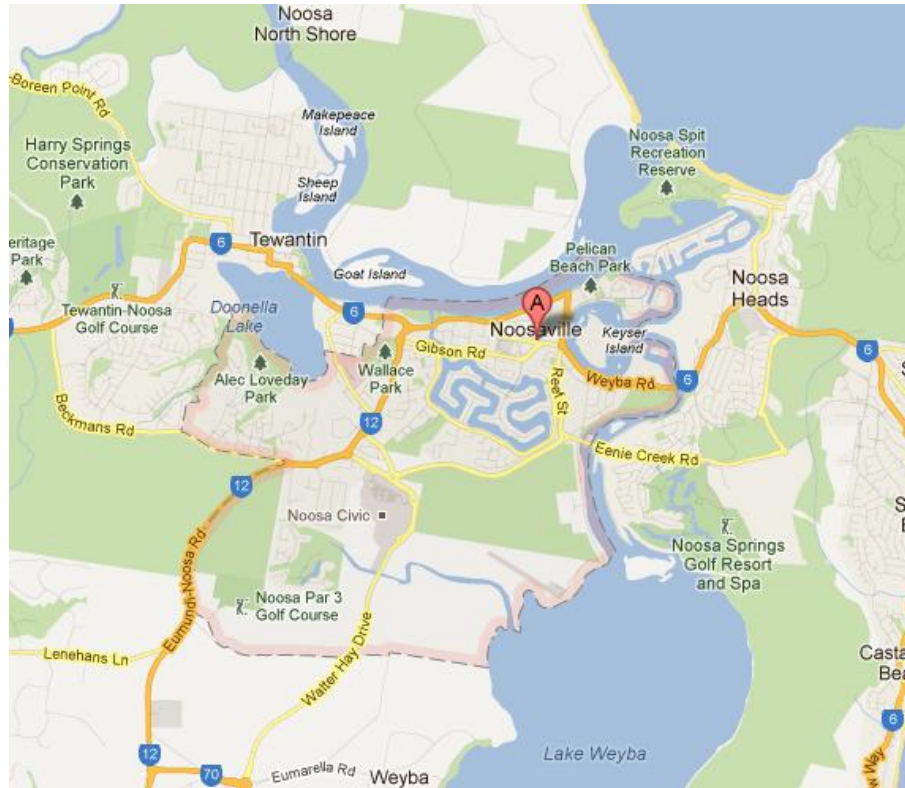 Noosa
North Shore
-Boreen Point Rd
Makepeace
Island
Harry Springs
Conservation
Park
Noosa Spit
Recreation
Reserve
Sheep
Island
6
Tewantin
eritage
Park
Goat Island
Pelican
Beach Park
Tewantin-Noosa
Golf Course
Doonella
Lake
6
A
Noosa
Heads
Noosaville
Keyser
Island
Gibson Rd
6
Alec Loveday
Park
Wallace
Park
Weyba Rd
6
S
Reef St
Beckmans Rd
12
Eenie Creek Rd
12
Noosa Civic
S
E
Noosa Springs
Golf Resort
and Spa
Eumundi-Noosa Rd
Noosa Par 3
Golf Course
Lenehans Ln
Walter Hay Drive
Casta
Bea
6
12
Lake Weyba
70
Eumarella Rd
Weyba
w Way